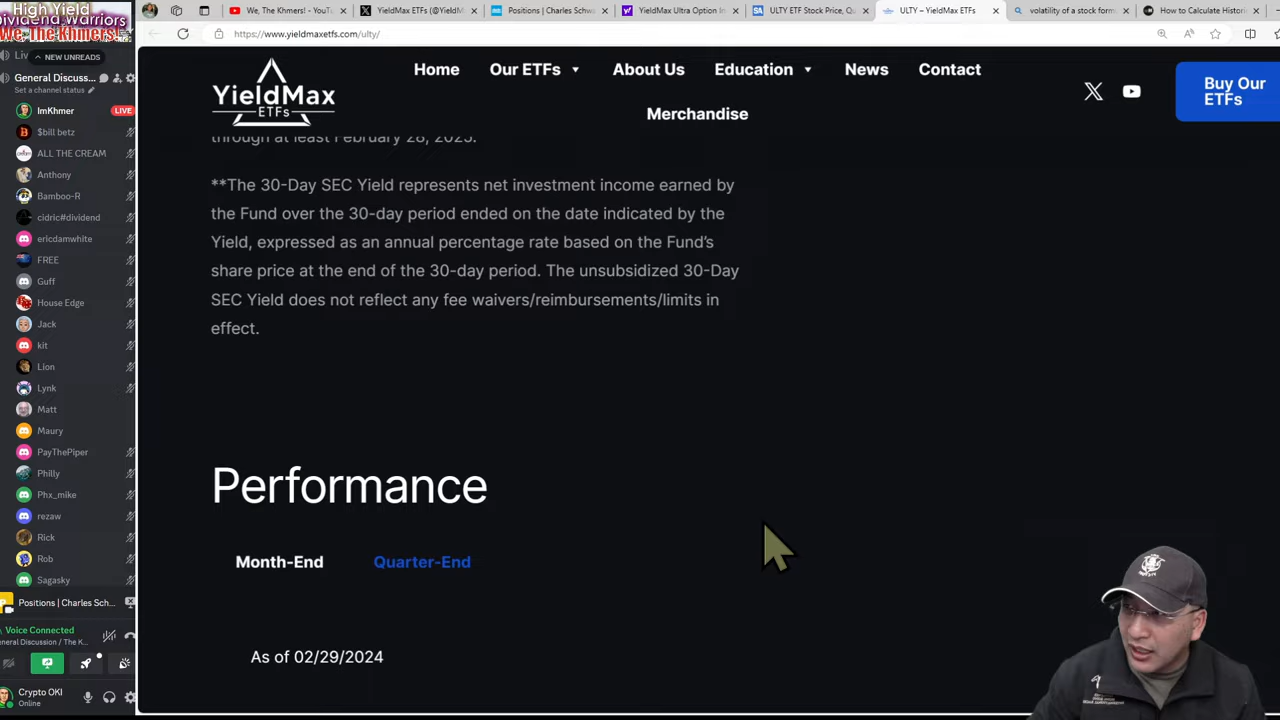 High Yield
Dividend Warriors
We, The Khmers!
We, The Khmers! - YouTu
YieldMax ETFs (@YieldM
Positions | Charles Schwa
YieldMax Ultra Option In
ULTY ETF Stock Price, Qu
ULTY – YieldMax ETFs
volatility of a stock form
How to Calculate Histori
https://www.yieldmaxetfs.com/ulty/
Liv
NEW UNREADS
General Discuss...
Set a channel status
ImKhmer
LIVE
$bill betz
ALL THE CREAM
Anthony
Bamboo-R
cidric#dividend
ericdamwhite
FREE
Guff
House Edge
Jack
kit
Lion
Lynk
Matt
Maury
PayThePiper
Philly
Phx_mike
rezaw
Rick
Rob
Sagasky
Positions | Charles Sch...
Voice Connected
General Discussion / The K...
Crypto OKI
Online
YieldMax
ETFs
Home
Our ETFs
About Us
Education
News
Contact
Merchandise
Buy Our
ETFs
through at least February 28, 2025.
**The 30-Day SEC Yield represents net investment income earned by
the Fund over the 30-day period ended on the date indicated by the
Yield, expressed as an annual percentage rate based on the Fund's
share price at the end of the 30-day period. The unsubsidized 30-Day
SEC Yield does not reflect any fee waivers/reimbursements/limits in
effect.
Performance
Month-End
Quarter-End
As of 02/29/2024